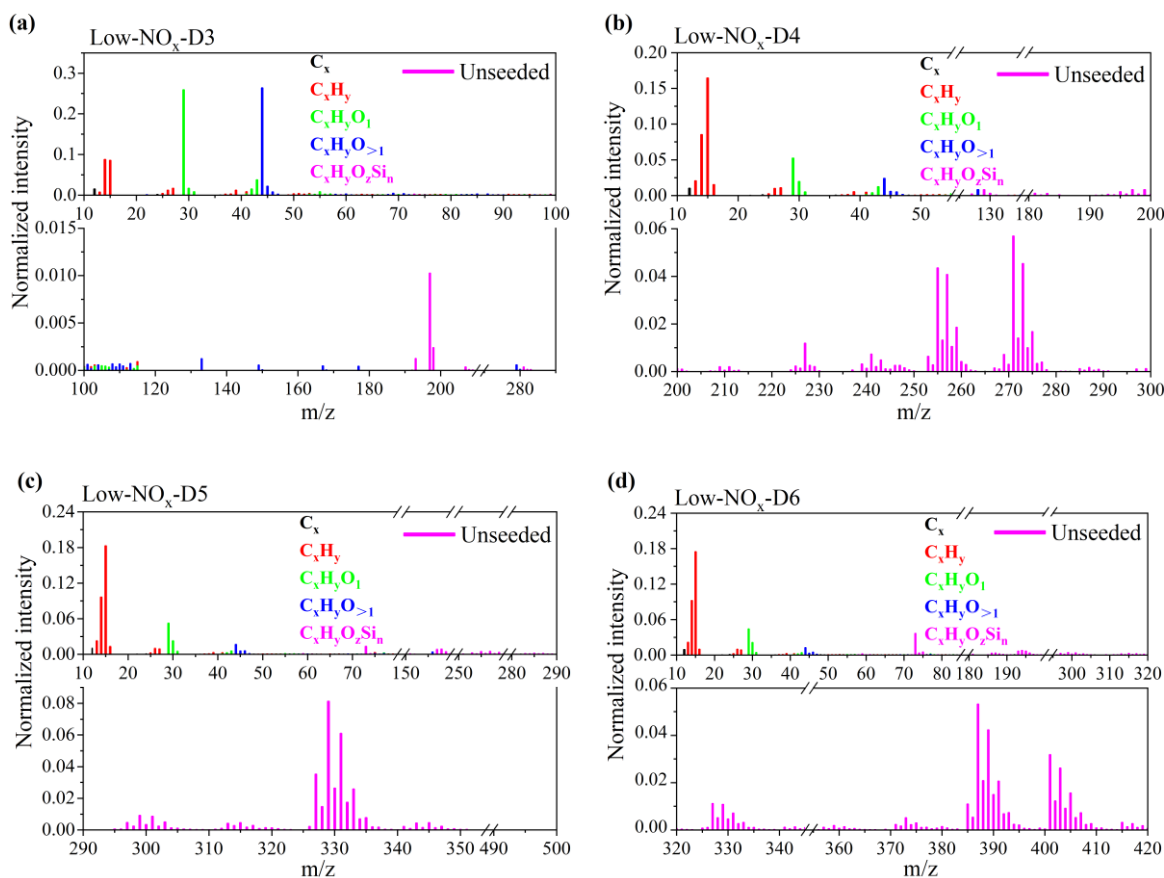 (a)
Low-NOx-D3
Cx
CxHy
CxHyO1
CxHyO>1
CxHyOzSin
Unseeded
0.3
0.2
0.1
0.0
10 20 30 40 50 60 70 80 90 100
0.015
0.010
0.005
0.000
100 120 140 160 180 200 280
Normalized intensity
m/z
(b)
Low-NOx-D4
Cx
CxHy
CxHyO1
CxHyO>1
CxHyOzSin
Unseeded
0.20
0.15
0.10
0.05
0.00
10 20 30 40 50 130 180 190 200
0.06
0.04
0.02
0.00
200 210 220 230 240 250 260 270 280 290 300
Normalized intensity
m/z
(c)
Low-NOx-D5
Cx
CxHy
CxHyO1
CxHyO>1
CxHyOzSin
Unseeded
0.24
0.18
0.12
0.06
0.00
10 20 30 40 50 60 70 150 250 280 290
0.08
0.06
0.04
0.02
0.00
290 300 310 320 330 340 350 490 500
Normalized intensity
m/z
(d)
Low-NOx-D6
Cx
CxHy
CxHyO1
CxHyO>1
CxHyOzSin
Unseeded
0.24
0.18
0.12
0.06
0.00
10 20 30 40 50 60 70 80 180 190 300 310 320
0.06
0.04
0.02
0.00
320 330 340 360 370 380 390 400 410 420
Normalized intensity
m/z